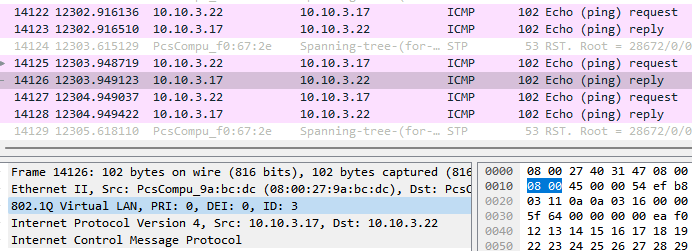 14122 12302.916136 10.10.3.22 10.10.3.17 ICMP 102 Echo (ping) request
14123 12302.916510 10.10.3.17 10.10.3.22 ICMP 102 Echo (ping) reply
14124 12303.615129 PcsCompu_f0:67:2e Spanning-tree-(for-… STP 53 RST. Root = 28672/0/0
14125 12303.948719 10.10.3.22 10.10.3.17 ICMP 102 Echo (ping) request
14126 12303.949123 10.10.3.17 10.10.3.22 ICMP 102 Echo (ping) reply
14127 12304.949037 10.10.3.22 10.10.3.17 ICMP 102 Echo (ping) request
14128 12304.949422 10.10.3.17 10.10.3.22 ICMP 102 Echo (ping) reply
14129 12305.618110 PcsCompu_f0:67:2e Spanning-tree-(for-… STP 53 RST. Root = 28672/0/
Frame 14126: 102 bytes on wire (816 bits), 102 bytes captured (816
Ethernet II, Src: PcsCompu_9a:bc:dc (08:00:27:9a:bc:dc), Dst: PcsC
802.1Q Virtual LAN, PRI: 0, DEI: 0, ID: 3
Internet Protocol Version 4, Src: 10.10.3.17, Dst: 10.10.3.22
Internet Control Message Protocol
0000 08 00 27 40 31 47 08 00
0010 08 00 45 00 00 54 ef b8
0020 03 11 0a 0a 03 16 00 00
0030 5f 64 00 00 00 00 ea f0
0040 12 13 14 15 16 17 18 19
0050 22 23 24 25 26 27 28 29